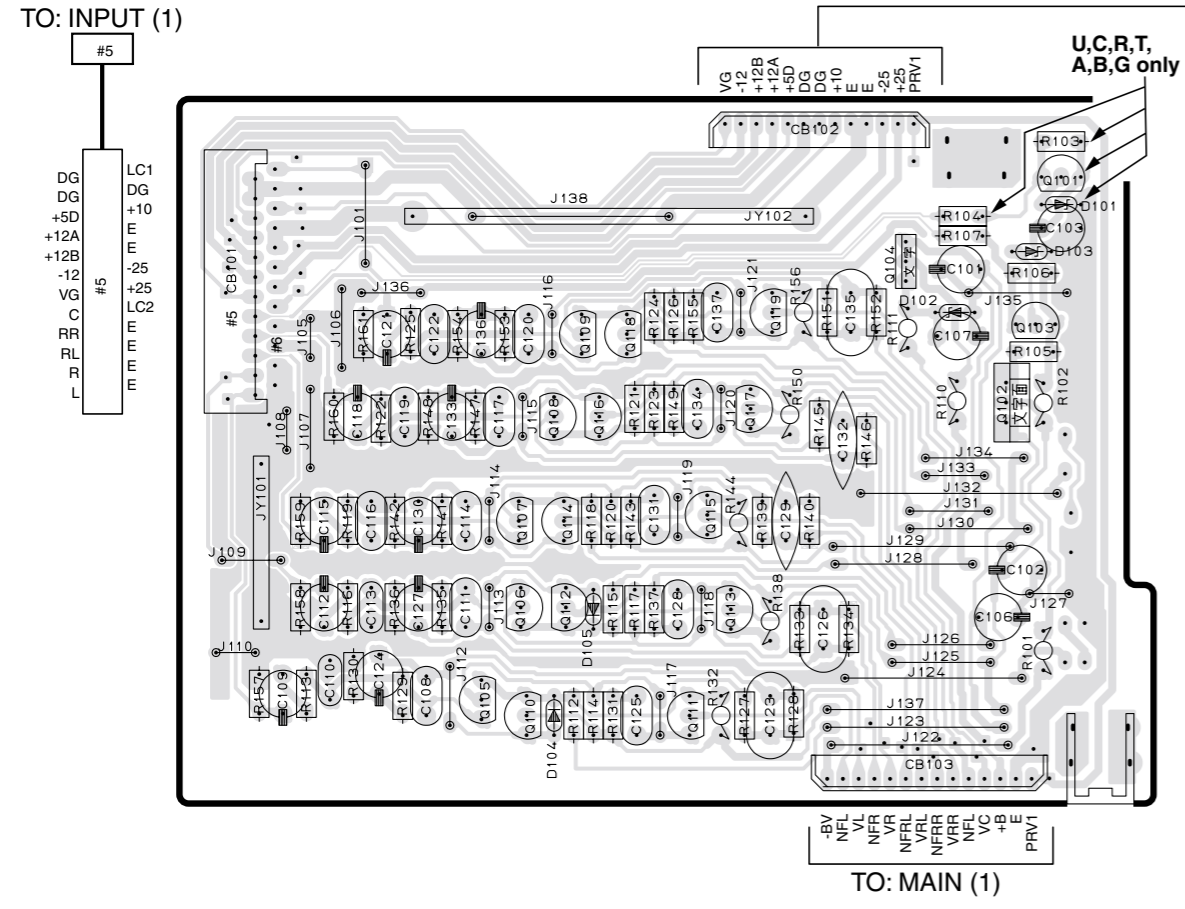 TO: INPUT (1)
#5
U,C,R,T,
A,B,G only
VG
-12
+12B
+12A
+5D
DG
DG
+10
E
E
-25
+25
PRV1
CB102
R103
Q101
D101
C103
D103
R106
R104
R107
Q104
文字
C101
J135
D102
C107
Q103
R105
R111
DG
DG
+5D
+12A
+12B
-12
VG
C
RR
RL
R
L
#5
LC1
DG
+10
E
E
-25
+25
LC2
E
E
E
E
CB101
#5
#6
J101
J138
JY102
J136
J105
J106
R161
C121
R125
C122
R154
C136
R153
C120
J116
Q109
Q118
R124
R126
R155
C137
J121
Q119
R156
R151
C135
R152
J108
J107
R160
C118
R122
C119
R148
C133
R147
C117
J115
Q108
Q116
R121
R123
R149
C134
J120
Q117
R150
R145
C132
R146
R110
Q102
文字面
R102
J134
J133
J132
J131
J130
J129
J128
JY101
J109
R159
C115
R119
C116
R142
C130
R141
C114
J114
Q107
Q114
R118
R120
R143
C131
J119
Q115
R144
R139
C129
R140
C102
J127
C106
R101
J110
R158
C112
R116
C113
R136
C127
R135
C111
J113
Q106
Q112
D105
R115
R117
R137
C128
J118
Q113
R138
R133
C126
R134
J126
J125
J124
R157
C109
R113
C110
R130
C124
R129
C108
J112
Q105
Q110
D104
R112
R114
R131
C125
J117
Q111
R132
R127
C123
R128
J137
J123
J122
CB103
-BV
NFL
VL
NFR
VR
NFRL
VRL
NFRR
VRR
NFL
VC
+B
E
PRV1
TO: MAIN (1)